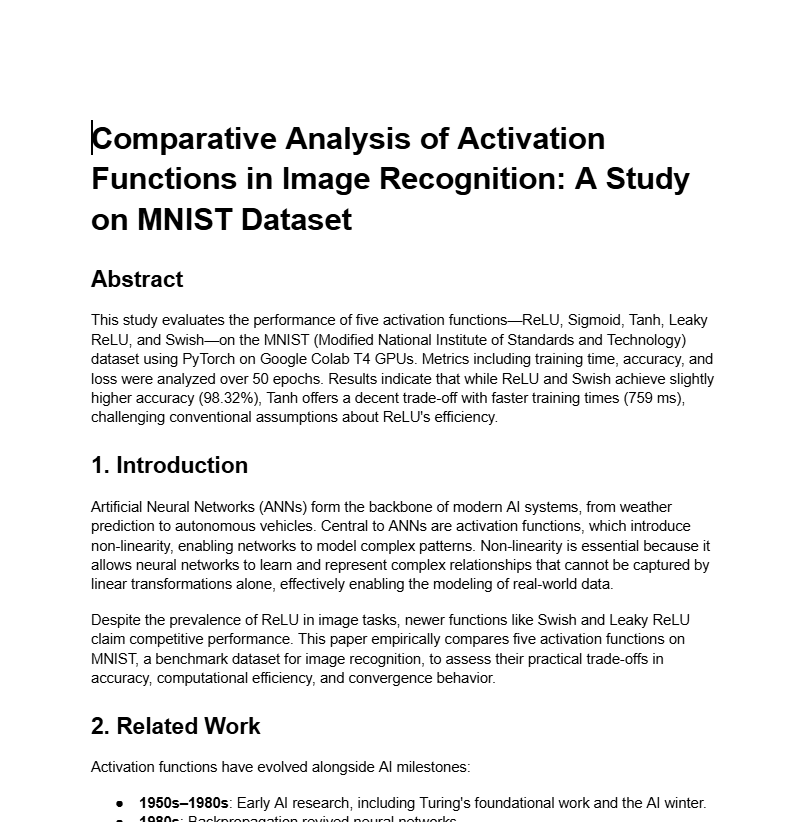 Comparative Analysis of Activation
Functions in Image Recognition: A Study
on MNIST Dataset
Abstract
This study evaluates the performance of five activation functions—ReLU, Sigmoid, Tanh, Leaky
ReLU, and Swish—on the MNIST (Modified National Institute of Standards and Technology)
dataset using PyTorch on Google Colab T4 GPUs. Metrics including training time, accuracy, and
loss were analyzed over 50 epochs. Results indicate that while ReLU and Swish achieve slightly
higher accuracy (98.32%), Tanh offers a decent trade-off with faster training times (759 ms),
challenging conventional assumptions about ReLU's efficiency.
1. Introduction
Artificial Neural Networks (ANNs) form the backbone of modern AI systems, from weather
prediction to autonomous vehicles. Central to ANNs are activation functions, which introduce
non-linearity, enabling networks to model complex patterns. Non-linearity is essential because it
allows neural networks to learn and represent complex relationships that cannot be captured by
linear transformations alone, effectively enabling the modeling of real-world data.
Despite the prevalence of ReLU in image tasks, newer functions like Swish and Leaky ReLU
claim competitive performance. This paper empirically compares five activation functions on
MNIST, a benchmark dataset for image recognition, to assess their practical trade-offs in
accuracy, computational efficiency, and convergence behavior.
2. Related Work
Activation functions have evolved alongside AI milestones:
● 1950s–1980s: Early AI research, including Turing's foundational work and the AI winter.
● 1980s: Backpropagation revived neural networks.